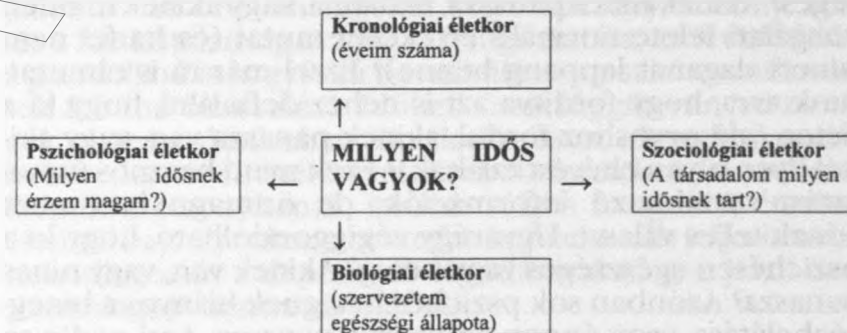 Kronológiai életkor
(éveim száma)
Pszichológiai életkor
(Milyen idősnek
érzem magam?)
MILYEN IDŐS
VAGYOK?
Szociológiai életkor
(A társadalom milyen
idősnek tart?)
Biológiai életkor
(szervezetem
egészségi állapota)